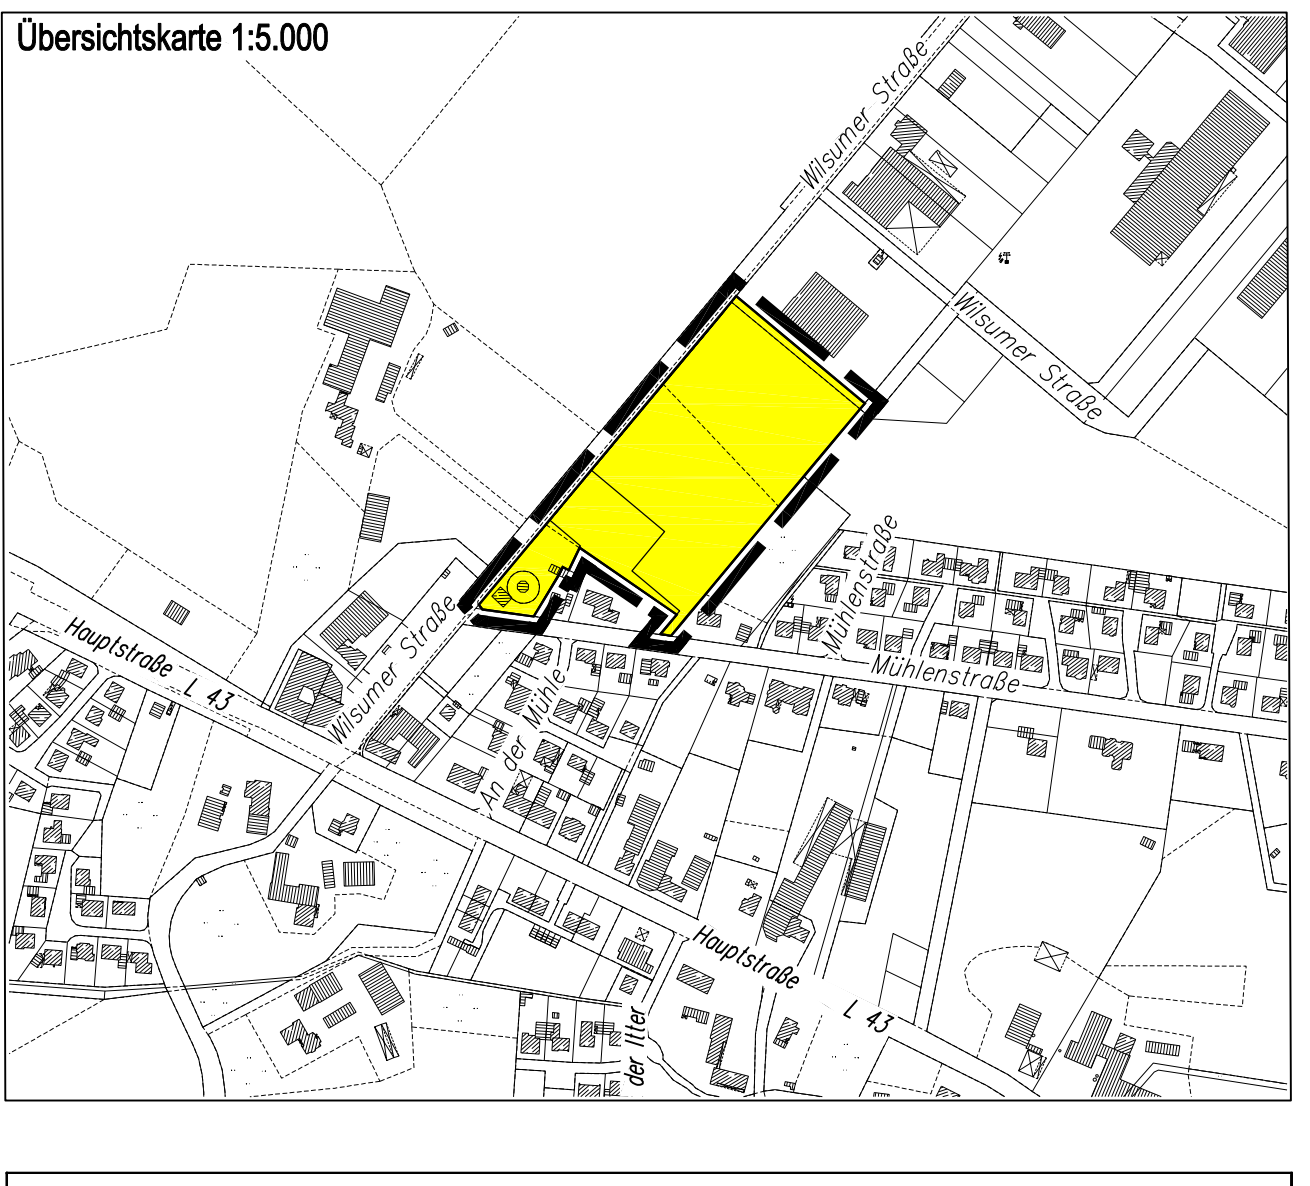 Übersichtskarte 1:5.000
Wilsumer Straße
Wilsumer Straße
Mühlenstraße
Hauptstraße
L 43
Wilsumer Straße
Mühlenstraße
An der Mühle
Hauptstraße
L 43
der Itter